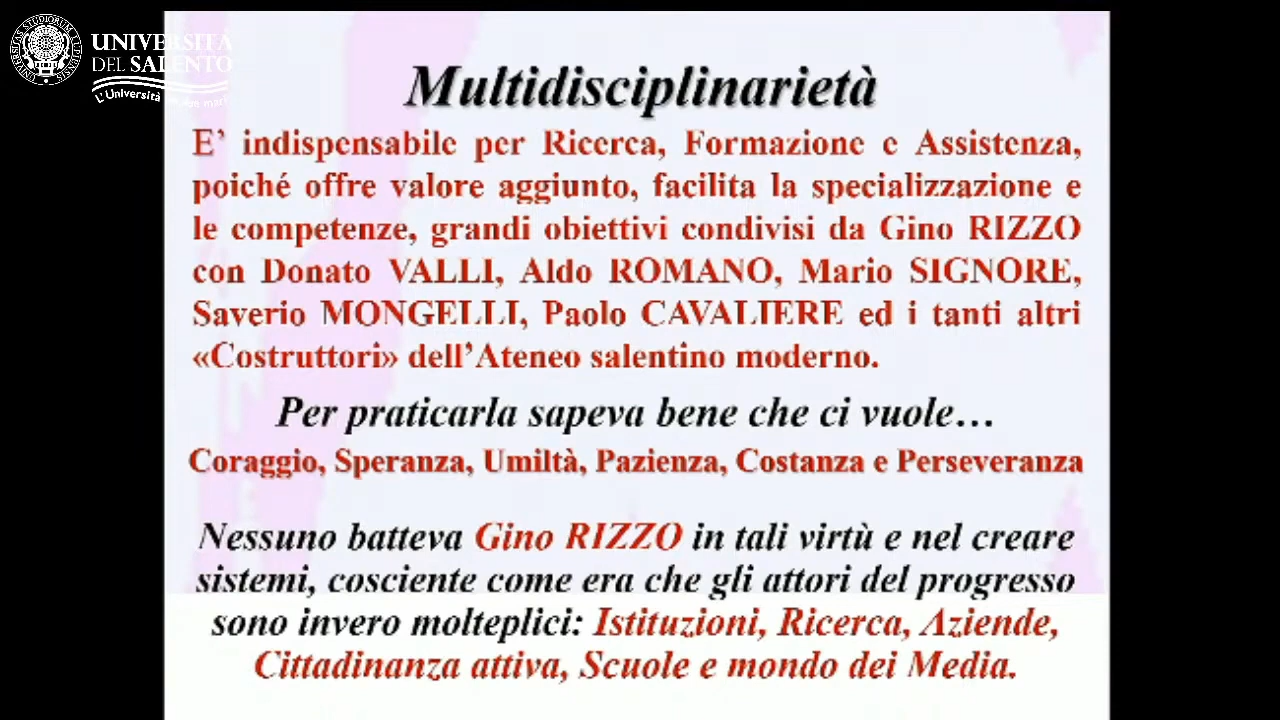 UNIVERSITÀ
DEL SALENTO
L'Università
Multidisciplinarietà
E' indispensabile per Ricerca, Formazione e Assistenza,
poiché offre valore aggiunto, facilita la specializzazione e
le competenze, grandi obiettivi condivisi da Gino RIZZO
con Donato VALLI, Aldo ROMANO, Mario SIGNORE,
Saverio MONGELLI, Paolo CAVALIERE ed i tanti altri
«Costruttori» dell'Ateneo salentino moderno.
Per praticarla sapeva bene che ci vuole…
Coraggio, Speranza, Umiltà, Pazienza, Costanza e Perseveranza
Nessuno batteva Gino RIZZO in tali virtù e nel creare
sistemi, cosciente come era che gli attori del progresso
sono invero molteplici: Istituzioni, Ricerca, Aziende,
Cittadinanza attiva, Scuole e mondo dei Media.